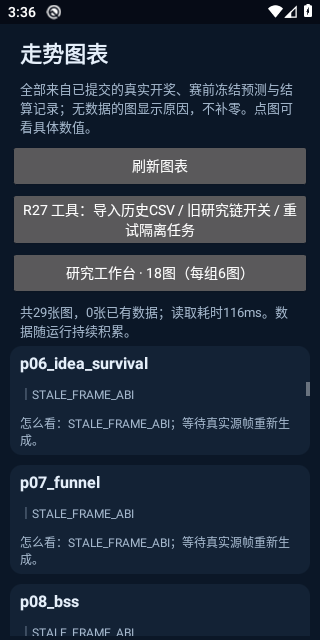 3:36
走势图表
全部来自已提交的真实开奖、赛前冻结预测与结
算记录；无数据的图显示原因，不补零。点图可
看具体数值。
刷新图表
R27 工具：导入历史CSV / 旧研究链开关 / 重
试隔离任务
研究工作台 · 18图（每组6图）
共29张图，0张已有数据；读取耗时116ms。数
据随运行持续积累。
p06_idea_survival
｜STALE_FRAME_ABI
怎么看：STALE_FRAME_ABI；等待真实源帧重新生
成。
p07_funnel
｜STALE_FRAME_ABI
怎么看：STALE_FRAME_ABI；等待真实源帧重新生
成。
p08_bss
｜STALE_FRAME_ABI